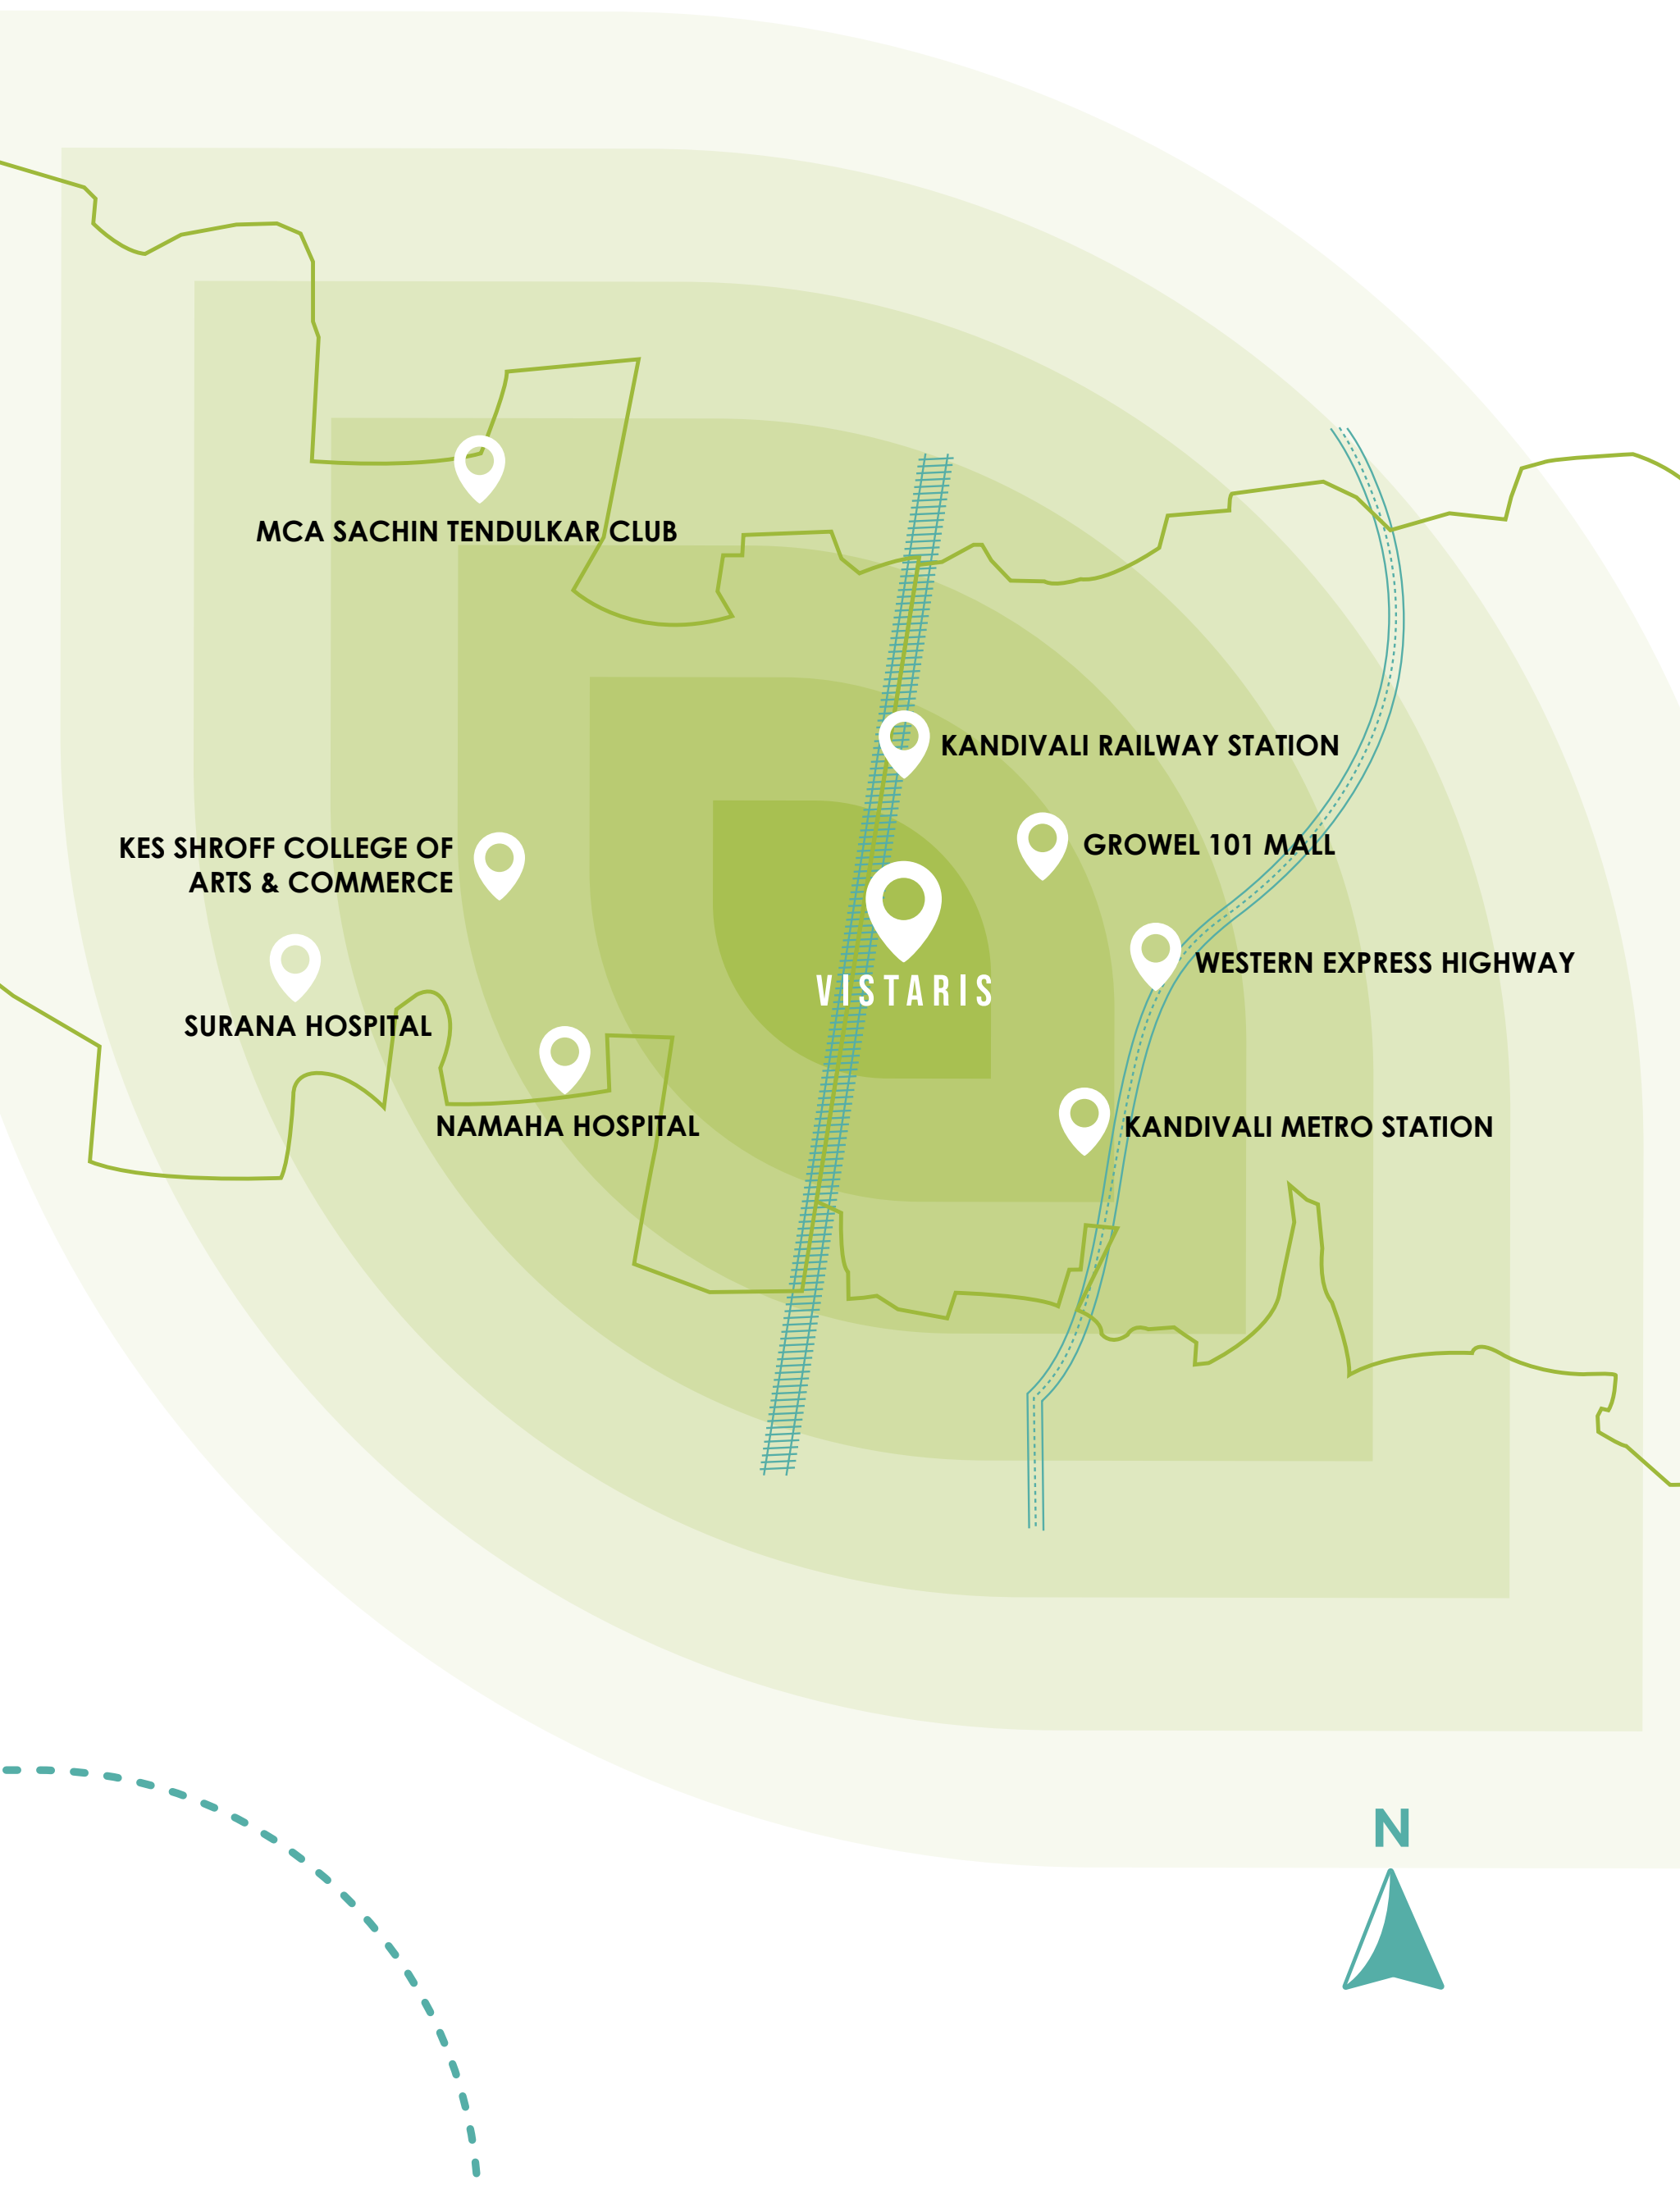 MCA SACHIN TENDULKAR CLUB
KANDIVALI RAILWAY STATION
KES SHROFF COLLEGE OF
ARTS & COMMERCE
GROWEL 101 MALL
WESTERN EXPRESS HIGHWAY
VISTARIS
SURANA HOSPITAL
NAMAHA HOSPITAL
KANDIVALI METRO STATION
N